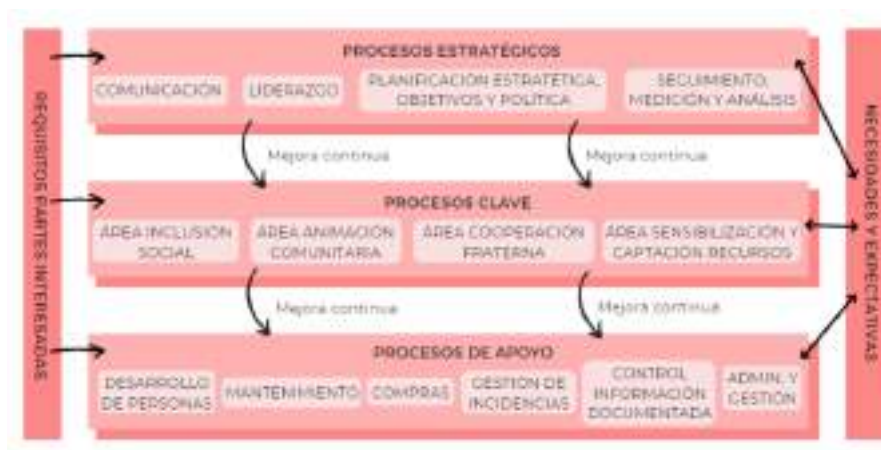 REQUISITOS PARTES INTERESADAS
PROCESOS ESTRATÉGICOS
COMUNICACIÓN
LIDERAZGO
PLANIFICACIÓN ESTRATÉTICA,
OBJETIVOS Y POLÍTICA
SEGUIMIENTO,
MEDICIÓN Y ANÁLISIS
Mejora continua
Mejora continua
PROCESOS CLAVE
ÁREA INCLUSIÓN
SOCIAL
ÁREA ANIMACIÓN
COMUNITARIA
ÁREA COOPERACIÓN
FRATERNA
ÁREA SENSIBILIZACIÓN Y
CAPTACIÓN RECURSOS
Mejora continua
Mejora continua
PROCESOS DE APOYO
DESARROLLO
DE PERSONAS
MANTENIMIENTO
COMPRAS
GESTIÓN DE
INCIDENCIAS
CONTROL
INFORMACIÓN
DOCUMENTADA
ADMIN. Y
GESTIÓN
NECESIDADES Y EXPECTATIVAS